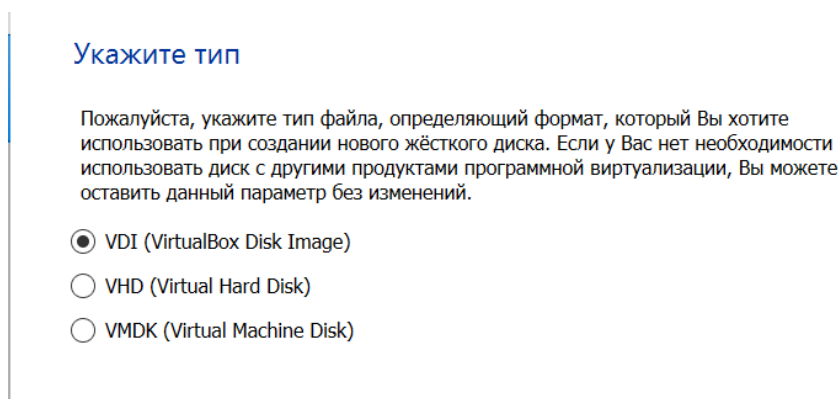 Укажите тип
Пожалуйста, укажите тип файла, определяющий формат, который Вы хотите
использовать при создании нового жёсткого диска. Если у Вас нет необходимости
использовать диск с другими продуктами программной виртуализации, Вы можете
оставить данный параметр без изменений.
VDI (VirtualBox Disk Image)
VHD (Virtual Hard Disk)
VMDK (Virtual Machine Disk)